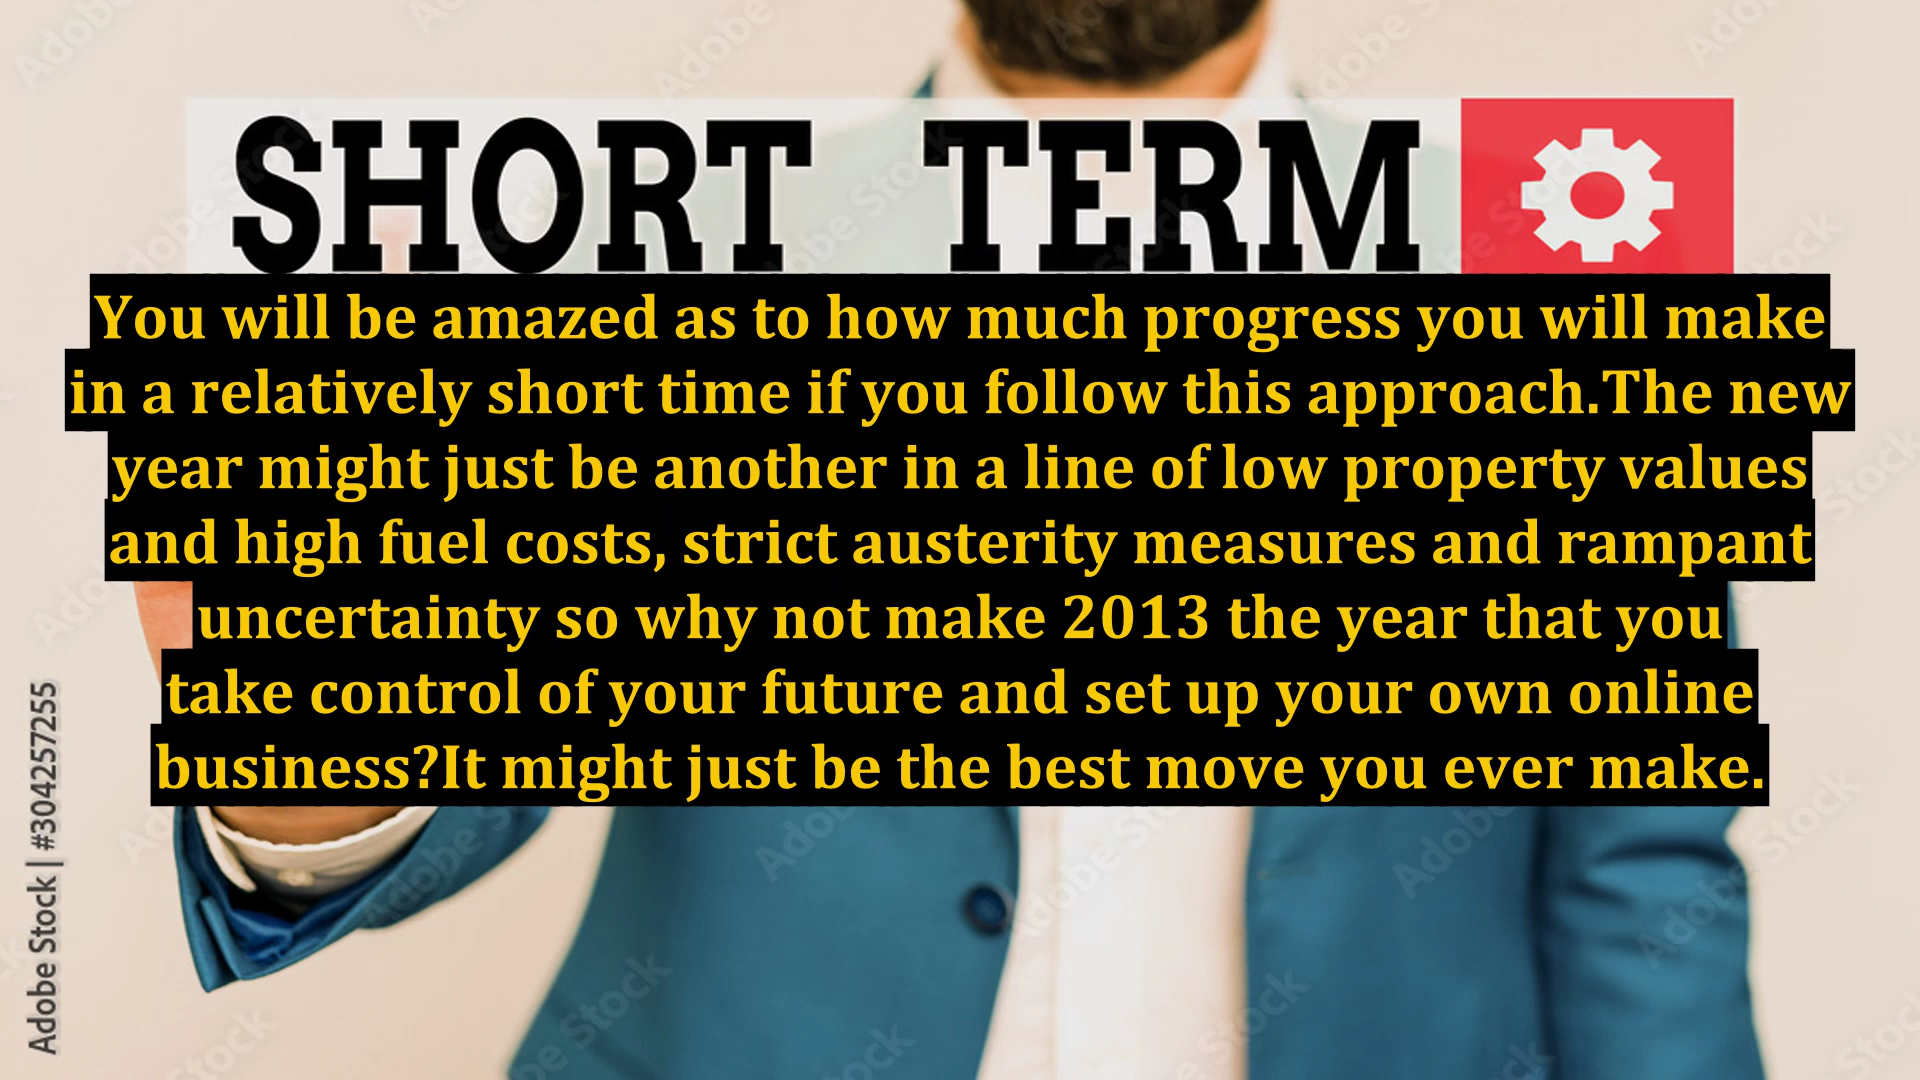 SHORT TERM
You will be amazed as to how much progress you will make
in a relatively short time if you follow this approach.The new
year might just be another in a line of low property values
and high fuel costs, strict austerity measures and rampant
uncertainty so why not make 2013 the year that you
take control of your future and set up your own online
business?It might just be the best move you ever make.
Adobe Stock | #304257255